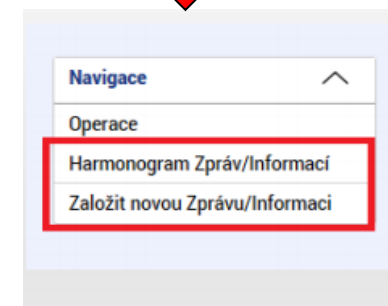 Navigace
Operace
Harmonogram Zpráv/Informací
Založit novou Zprávu/Informaci